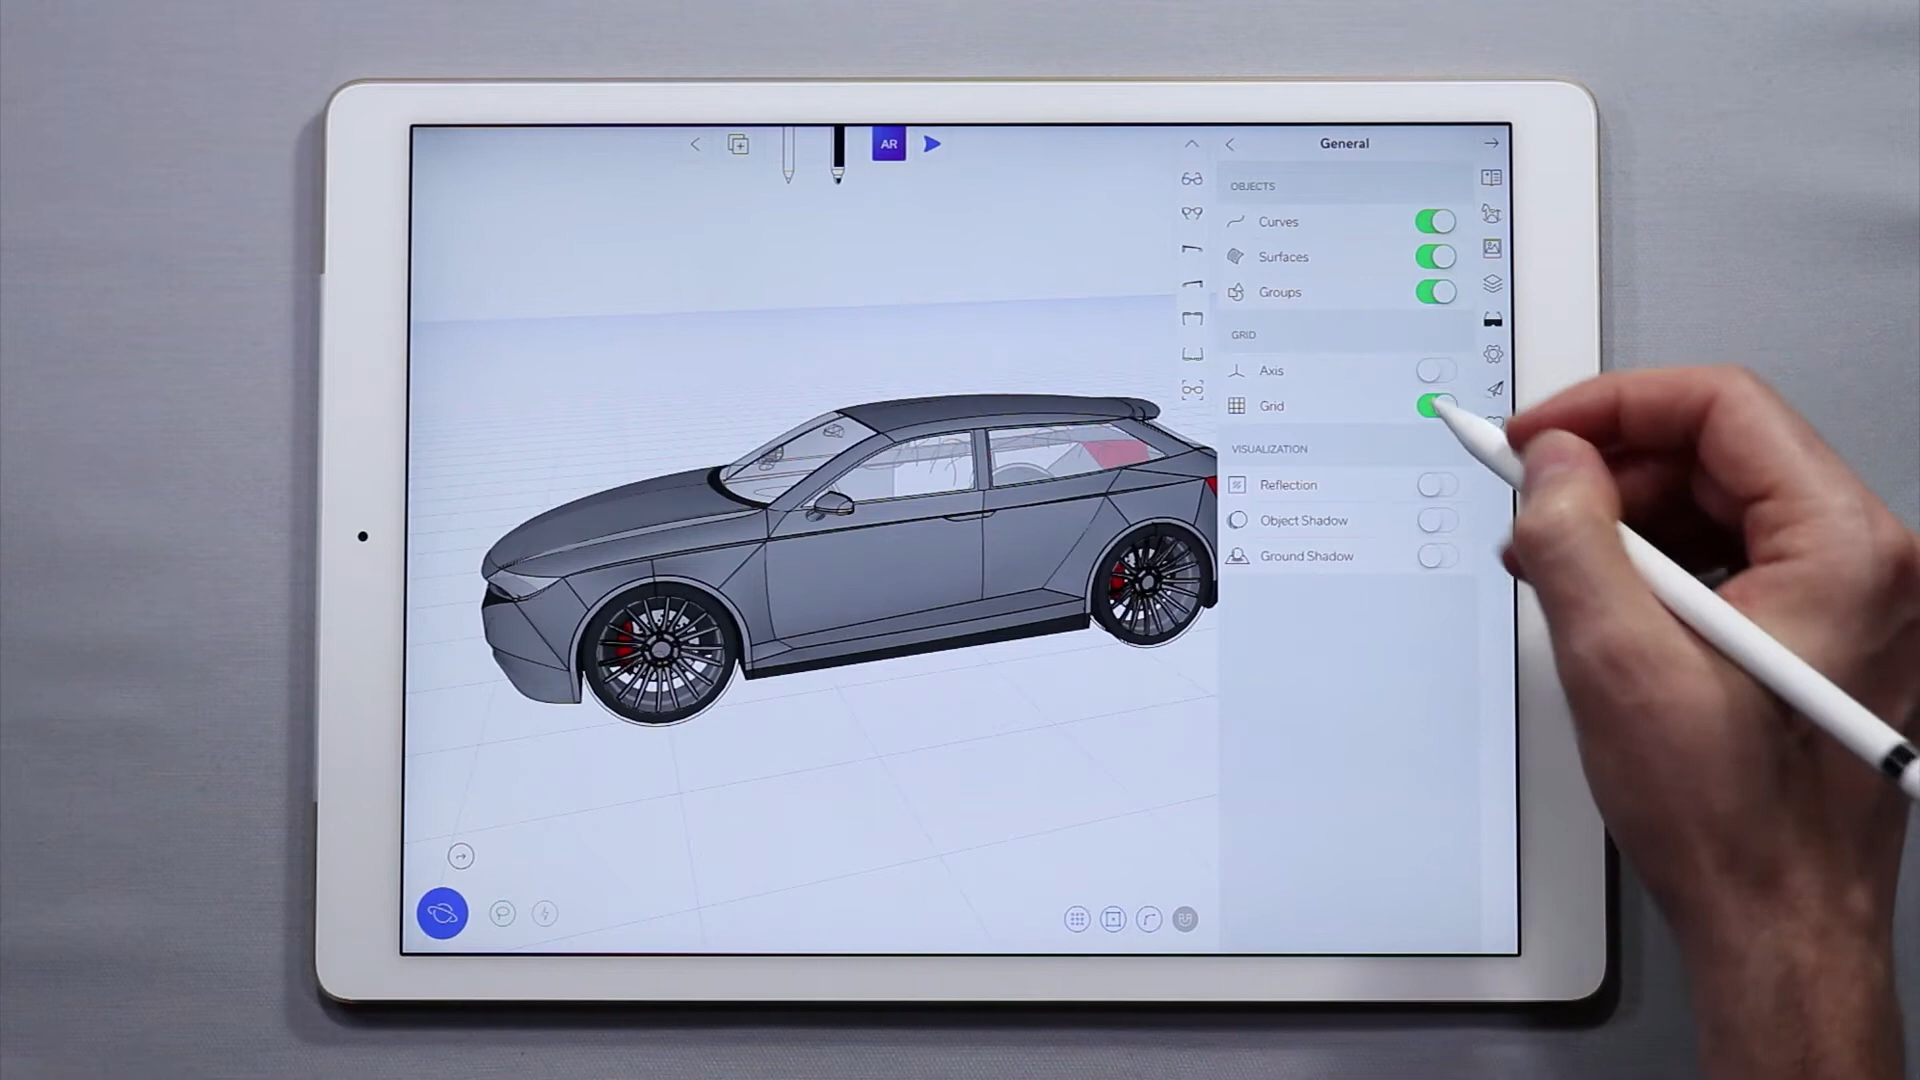 AR
General
OBJECTS
Curves
Surfaces
Groups
GRID
Axis
Grid
VISUALIZATION
Reflection
Object Shadow
Ground Shadow